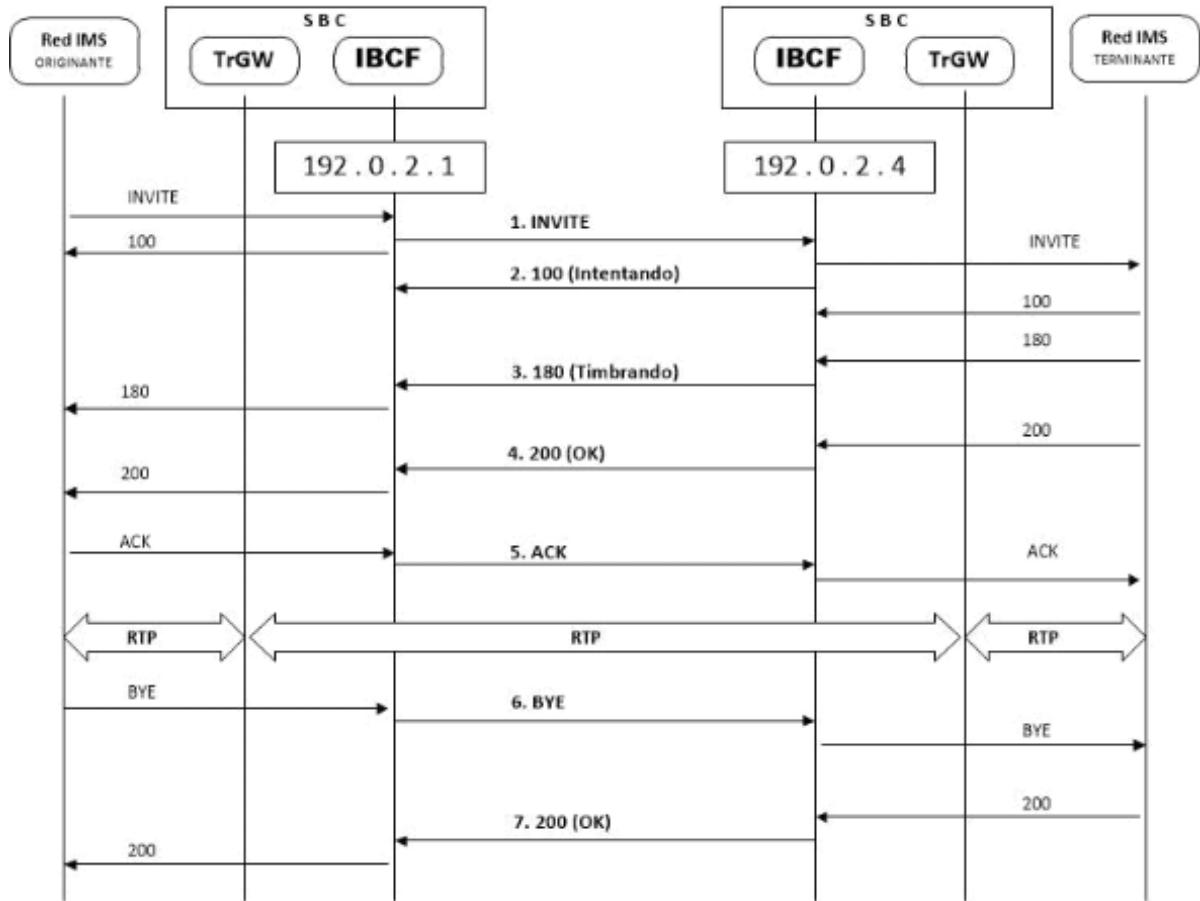 Red IMS
ORIGINANTE
S B C
TrGW
IBCF
S B C
IBCF
TrGW
Red IMS
TERMINANTE
192 . 0 . 2 . 1
192 . 0 . 2 . 4
INVITE
1. INVITE
100
INVITE
2. 100 (Intentando)
100
180
3. 180 (Timbrando)
180
200
4. 200 (OK)
200
ACK
5. ACK
ACK
RTP
RTP
RTP
BYE
6. BYE
BYE
200
7. 200 (OK)
200